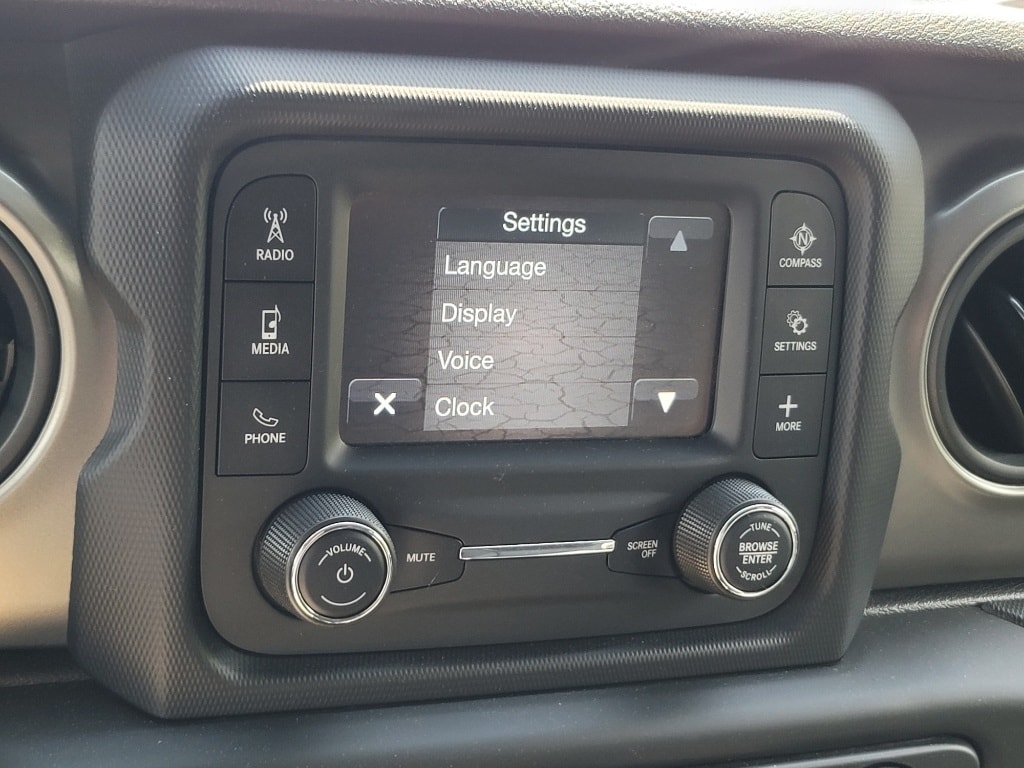 RADIO
MEDIA
PHONE
Settings
Language
Display
Voice
Clock
N
COMPASS
SETTINGS
MORE
VOLUME
MUTE
SCREEN
OFF
TUNE
BROWSE
ENTER
SCROLL